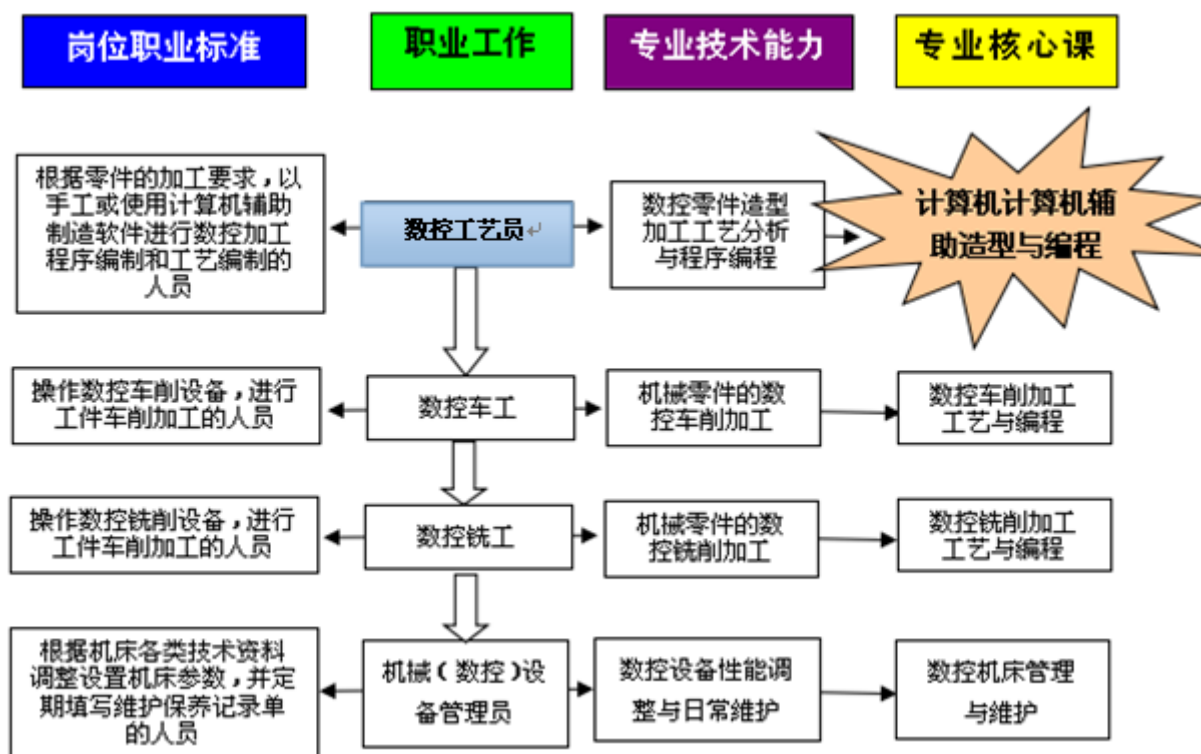 岗位职业标准
职业工作
专业技术能力
专业核心课
根据零件的加工要求，以
手工或使用计算机辅助
制造软件进行数控加工
程序编制和工艺编制的
人员
数控工艺员
数控零件造型
加工工艺分析
与程序编程
计算机计算机辅
助造型与编程
操作数控车削设备，进行
工件车削加工的人员
数控车工
机械零件的数
控车削加工
数控车削加工
工艺与编程
操作数控铣削设备，进行
工件车削加工的人员
数控铣工
机械零件的数
控铣削加工
数控铣削加工
工艺与编程
根据机床各类技术资料
调整设置机床参数，并定
期填写维护保养记录单
的人员
机械（数控）设
备管理员
数控设备性能调
整与日常维护
数控机床管理
与维护